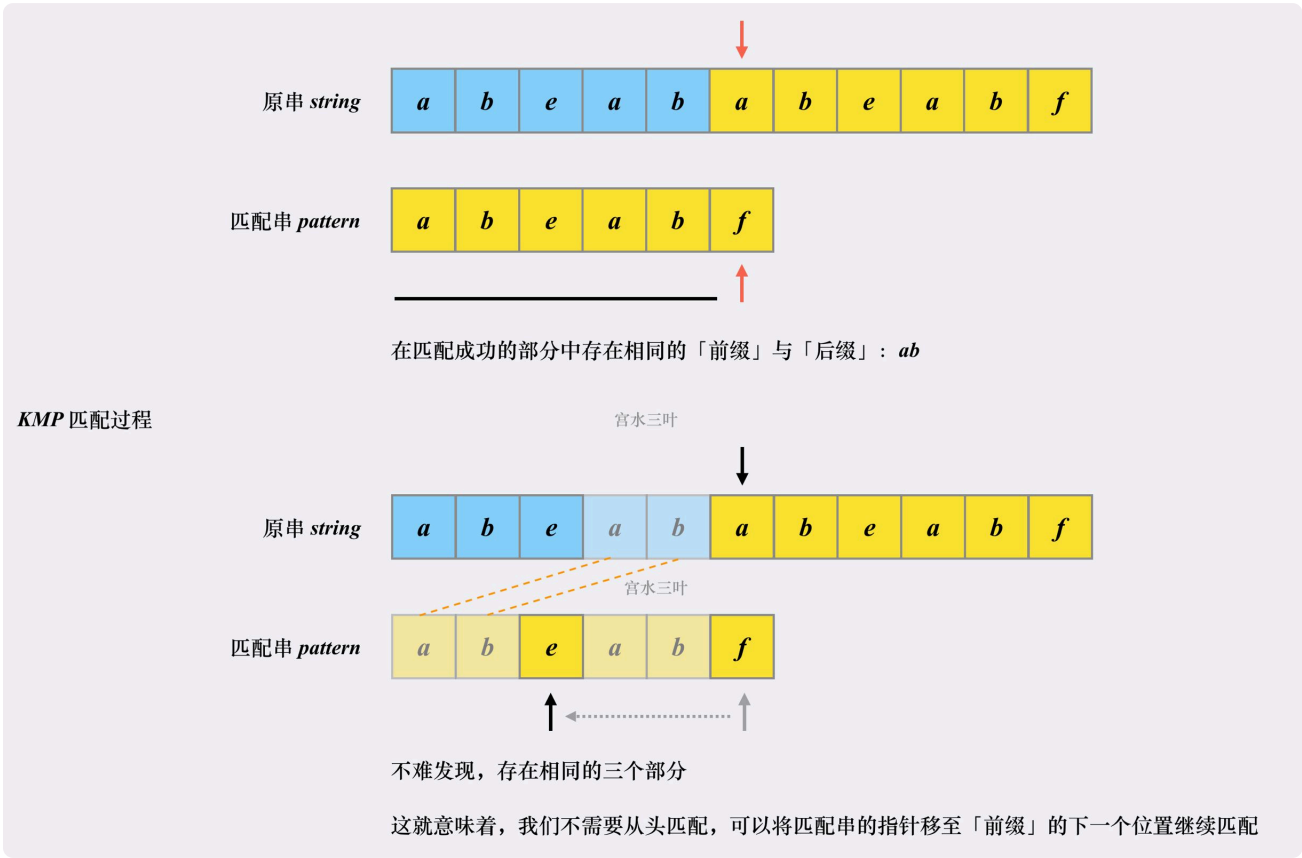 原串 string a b e a b a b e a b f
匹配串 pattern a b e a b f
在匹配成功的部分中存在相同的「前缀」与「后缀」：ab
KMP 匹配过程
宫水三叶
原串 string a b e a b a b e a b f
宫水三叶
匹配串 pattern a b e a b f
不难发现，存在相同的三个部分
这就意味着，我们不需要从头匹配，可以将匹配串的指针移至「前缀」的下一个位置继续匹配